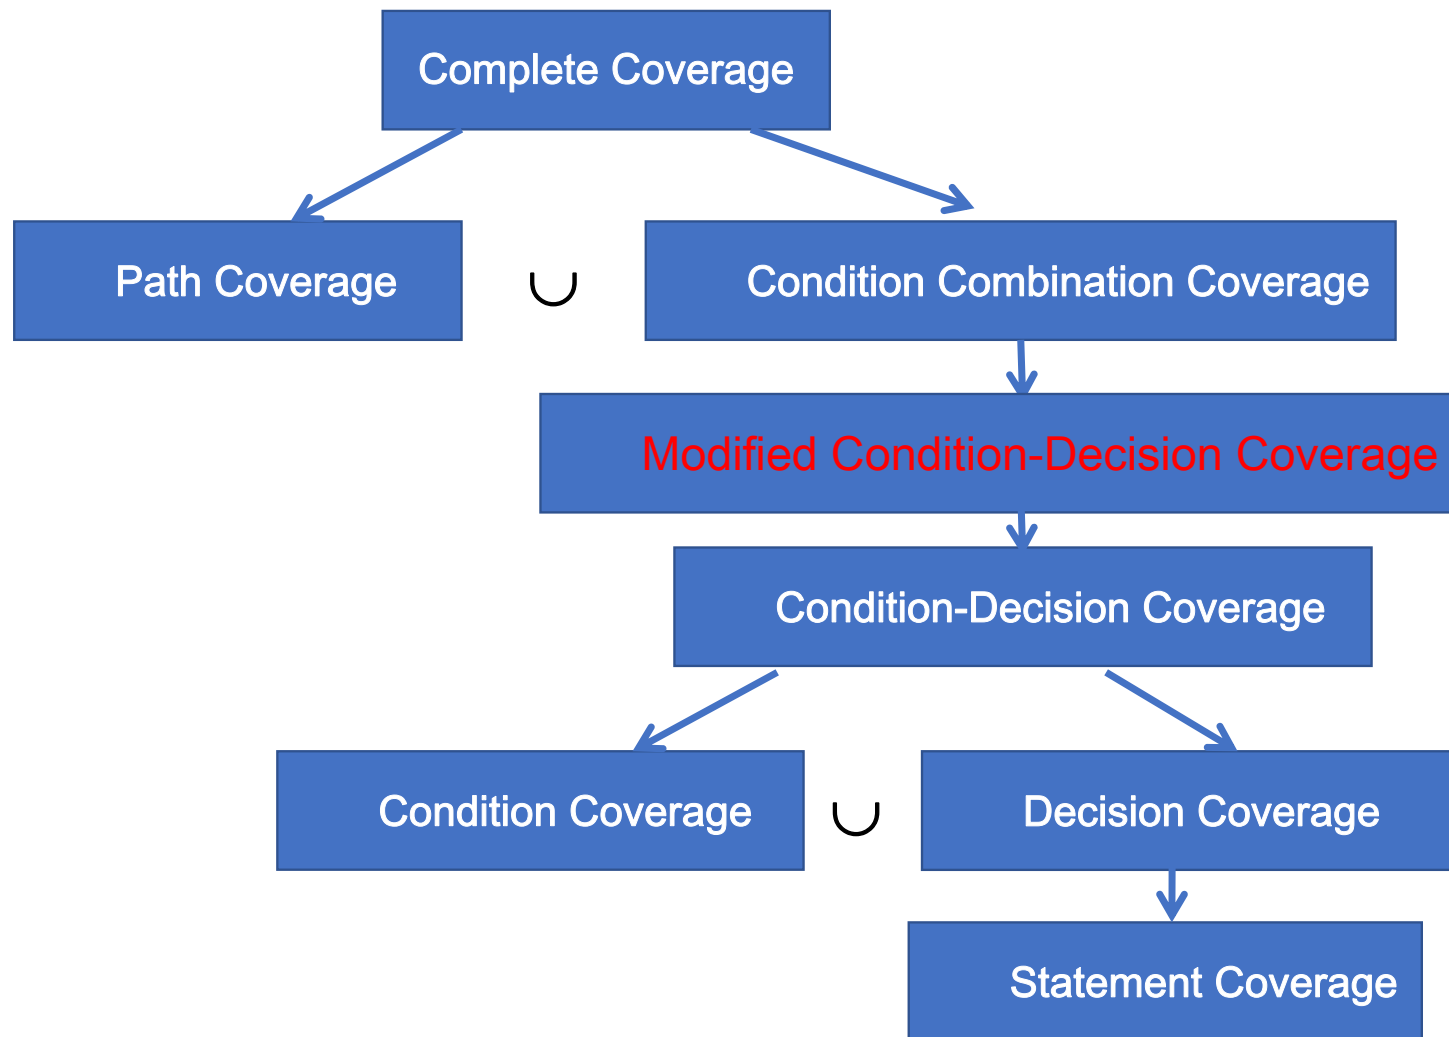 Complete Coverage
Path Coverage
∪
Condition Combination Coverage
Modified Condition-Decision Coverage
Condition-Decision Coverage
Condition Coverage
∪
Decision Coverage
Statement Coverage